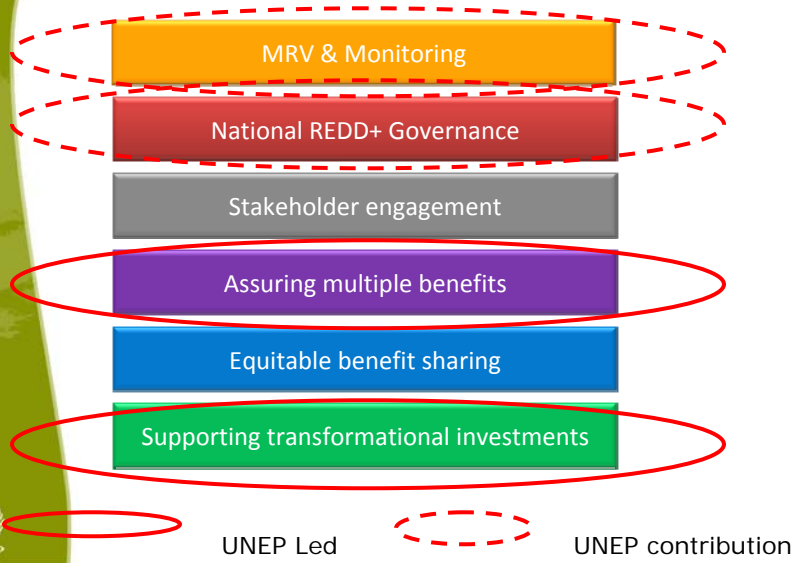 MRV & Monitoring
National REDD+ Governance
Stakeholder engagement
Assuring multiple benefits
Equitable benefit sharing
Supporting transformational investments
UNEP Led
UNEP contribution